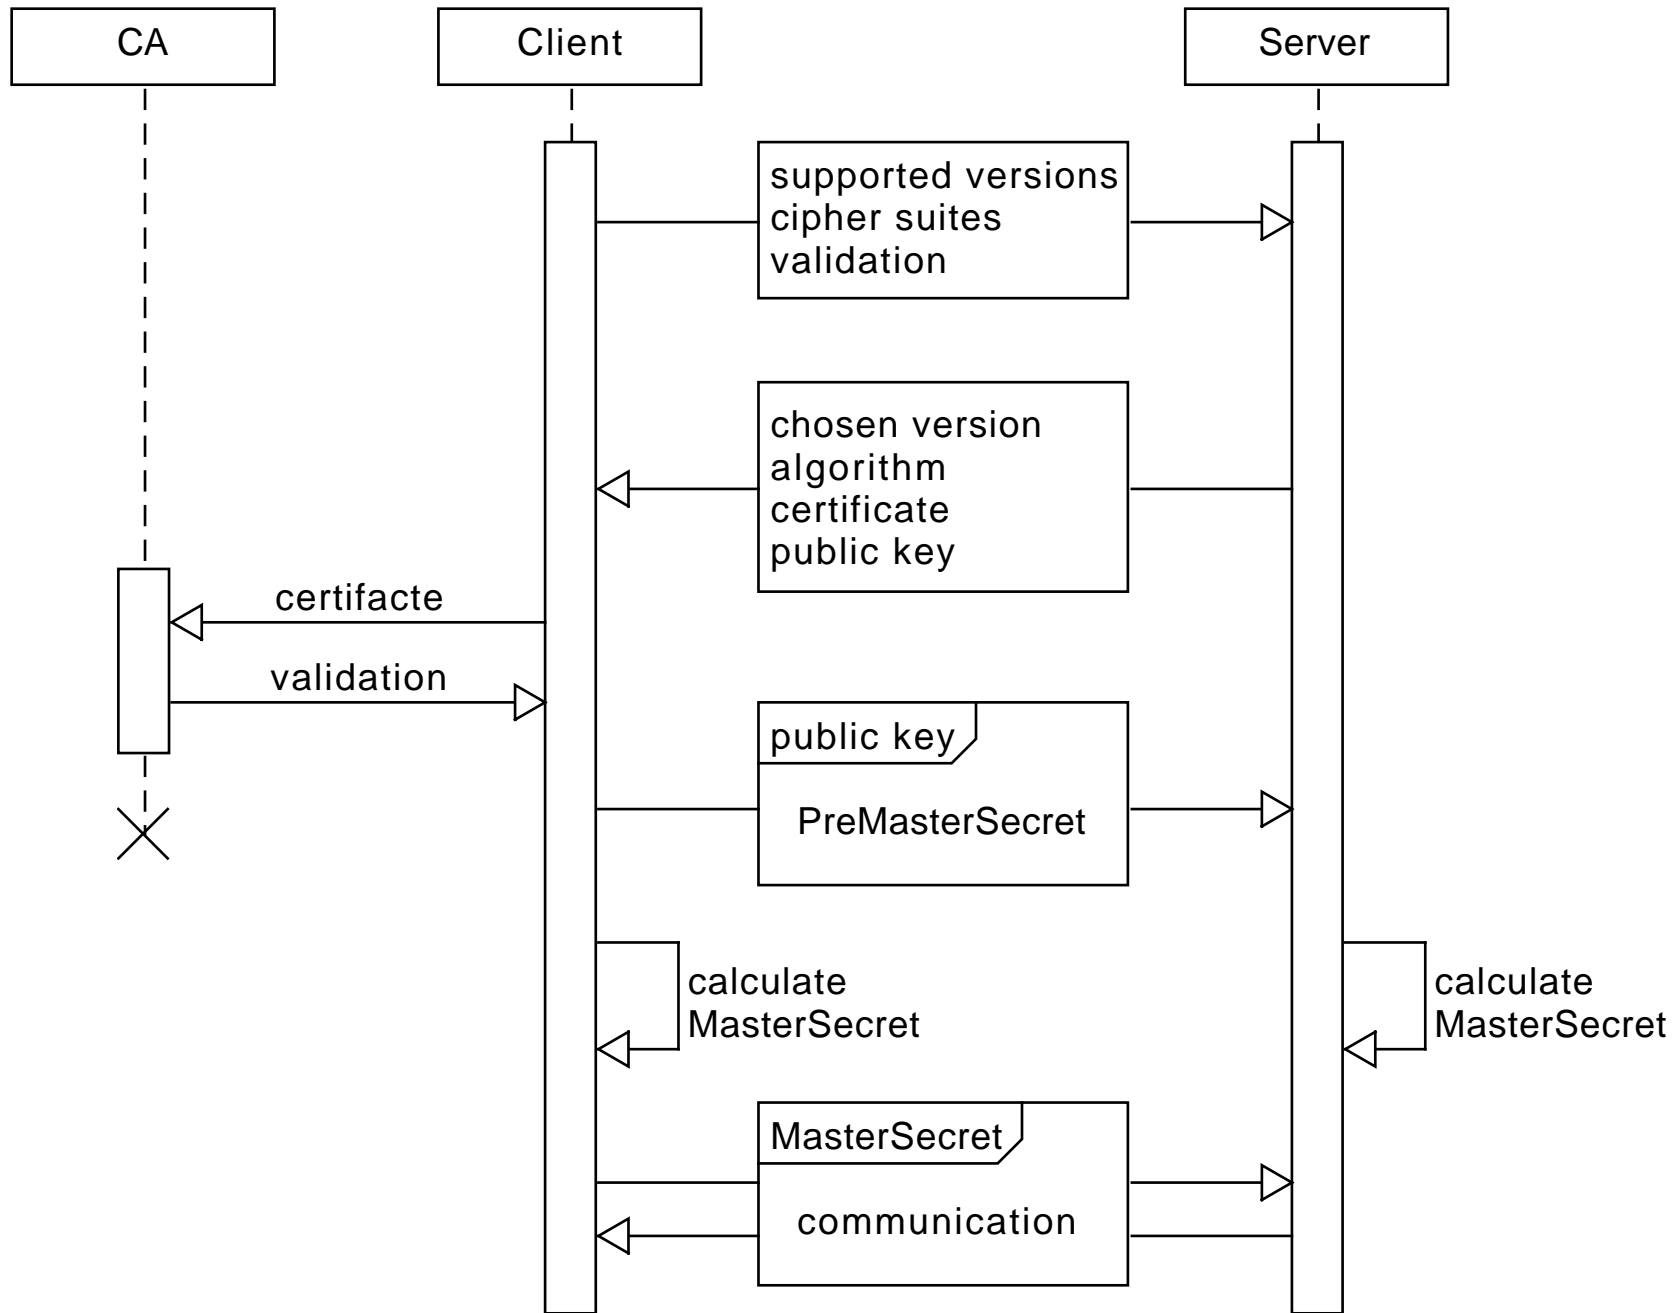 CA
Client
Server
supported versions
cipher suites
validation
chosen version
algorithm
certificate
public key
certifacte
validation
public key
PreMasterSecret
calculate
MasterSecret
calculate
MasterSecret
MasterSecret
communication